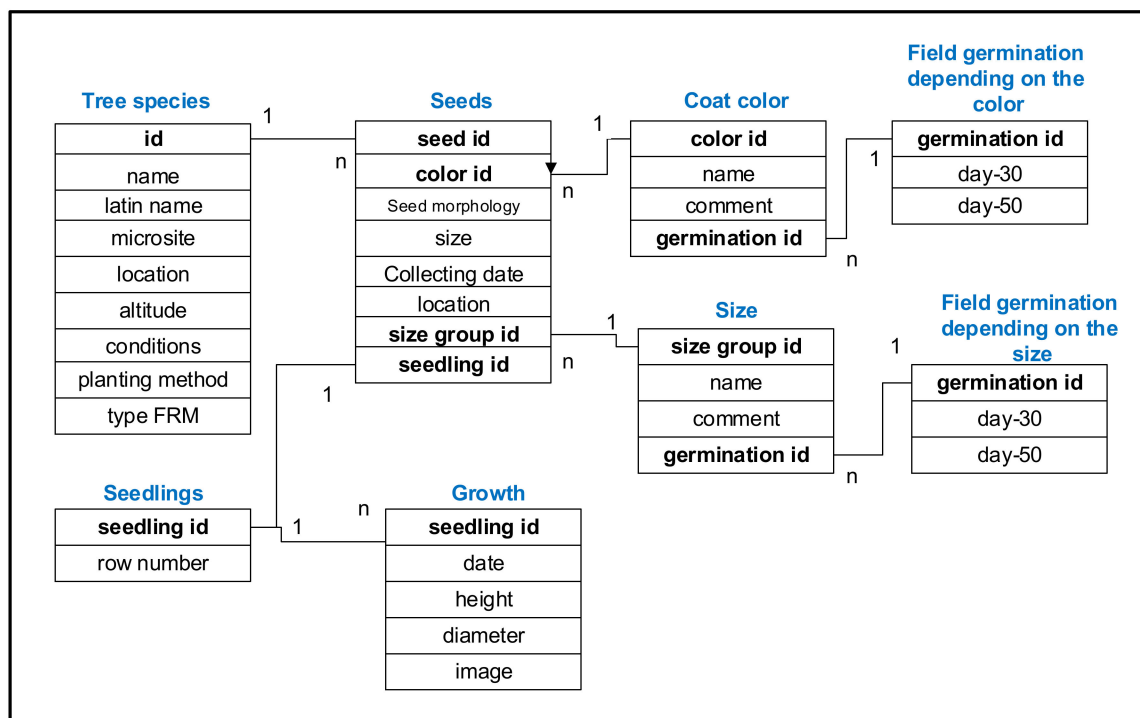 Tree species
id
name
latin name
microsite
location
altitude
conditions
planting method
type FRM
1
n
Seeds
seed id
color id
Seed morphology
size
Collecting date
location
size group id
seedling id
1
n
Coat color
color id
name
comment
germination id
1
n
Field germination
depending on the
color
germination id
day-30
day-50
1
n
Size
size group id
name
comment
germination id
1
n
Field germination
depending on the
size
germination id
day-30
day-50
1
Seedlings
seedling id
row number
1
n
Growth
seedling id
date
height
diameter
image